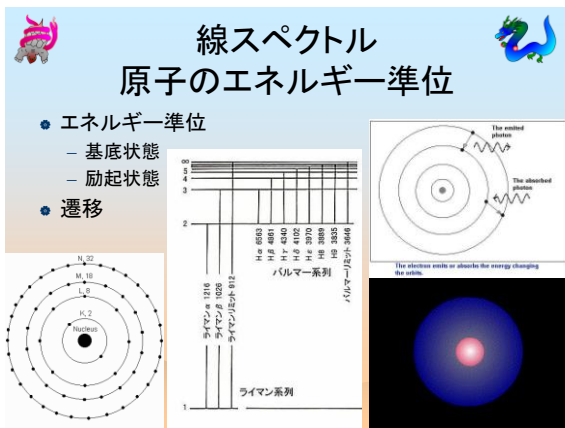 線スペクトル
原子のエネルギー準位
エネルギー準位
– 基底状態
– 励起状態
遷移
∞
5
4
3
2
1
Hα 6563
Hβ 4861
Hγ 4340
Hβ 4102
Hε 3970
H8 3889
H9 3835
バルマーリミット 3646
バルマー系列
ライマンα 1216
ライマンβ 1026
ライマンリミット 912
ライマン系列
The emited
photon
The absorbed
photon
The electron emits or absorbs the energy changing
the orbits.
N, 32
M, 18
L, 8
K, 2
Nucleus